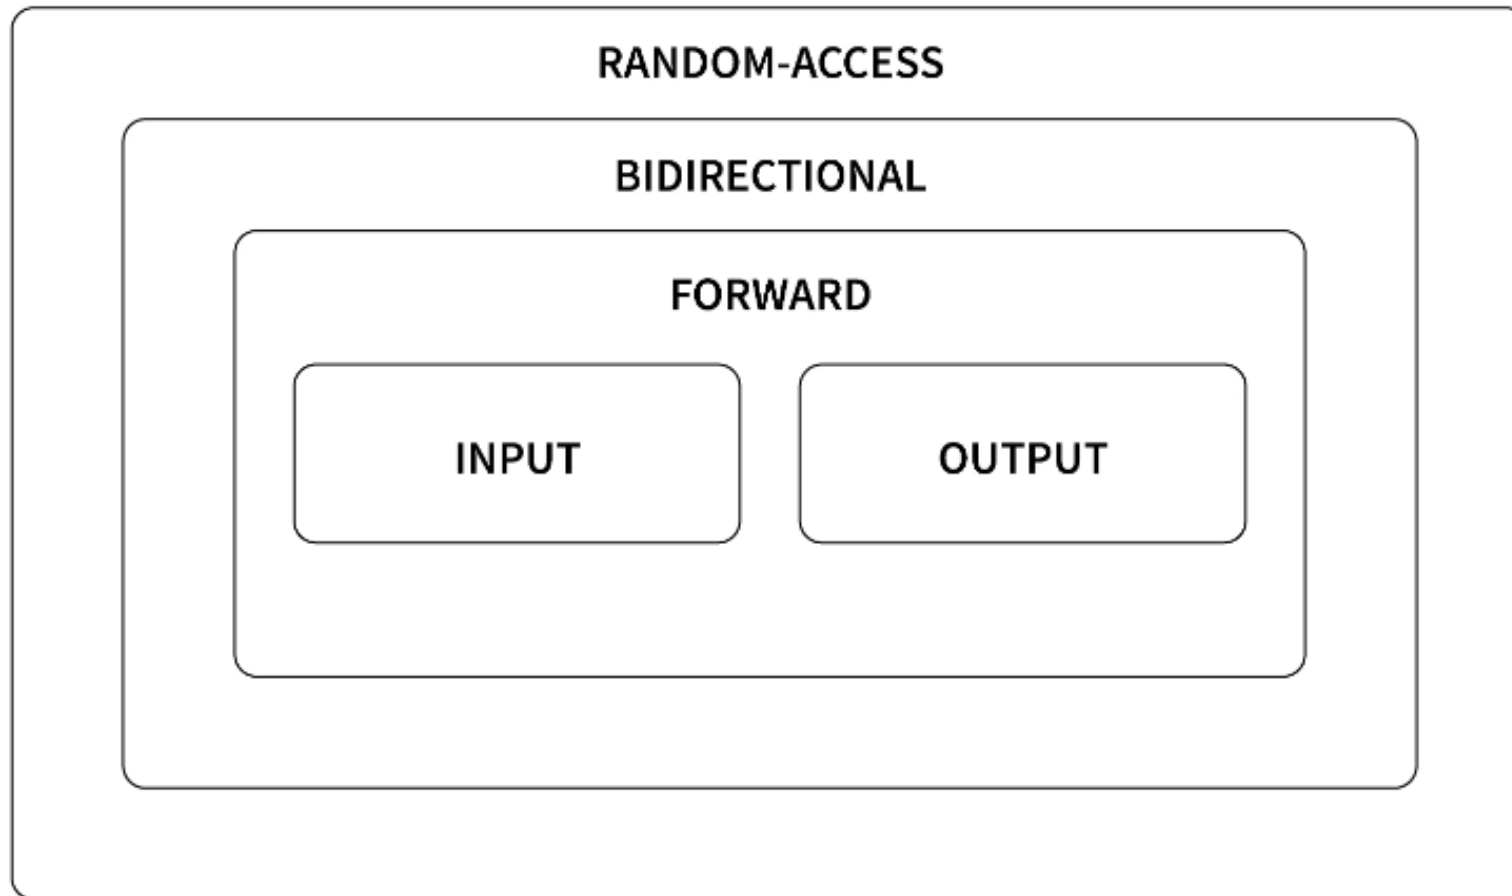 RANDOM-ACCESS
BIDIRECTIONAL
FORWARD
INPUT
OUTPUT